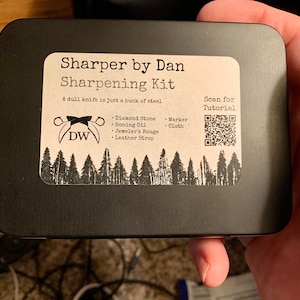 Sharper by Dan
Sharpening Kit
A dull knife is just a hunk of steel
Scan for
Tutorial
DW
· Diamond Stone
· Honing Oil
· Jeweler's Rouge
· Leather Strop
· Marker
· Cloth